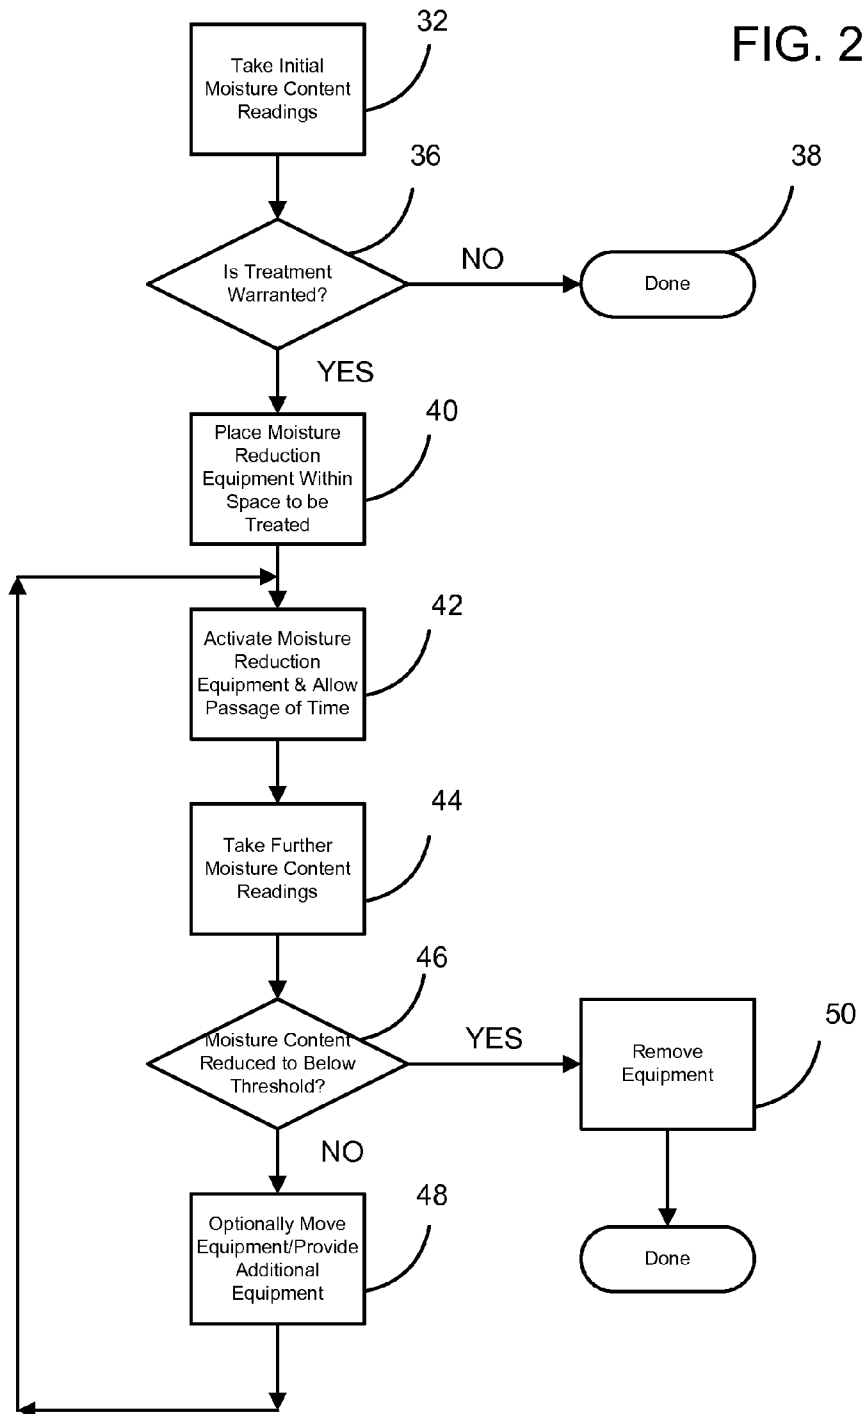 FIG. 2
32
Take Initial
Moisture Content
Readings
36
38
Is Treatment
Warranted?
NO
Done
YES
40
Place Moisture
Reduction
Equipment Within
Space to be
Treated
42
Activate Moisture
Reduction
Equipment & Allow
Passage of Time
44
Take Further
Moisture Content
Readings
46
Moisture Content
Reduced to Below
Threshold?
YES
50
Remove
Equipment
NO
48
Optionally Move
Equipment/Provide
Additional
Equipment
Done